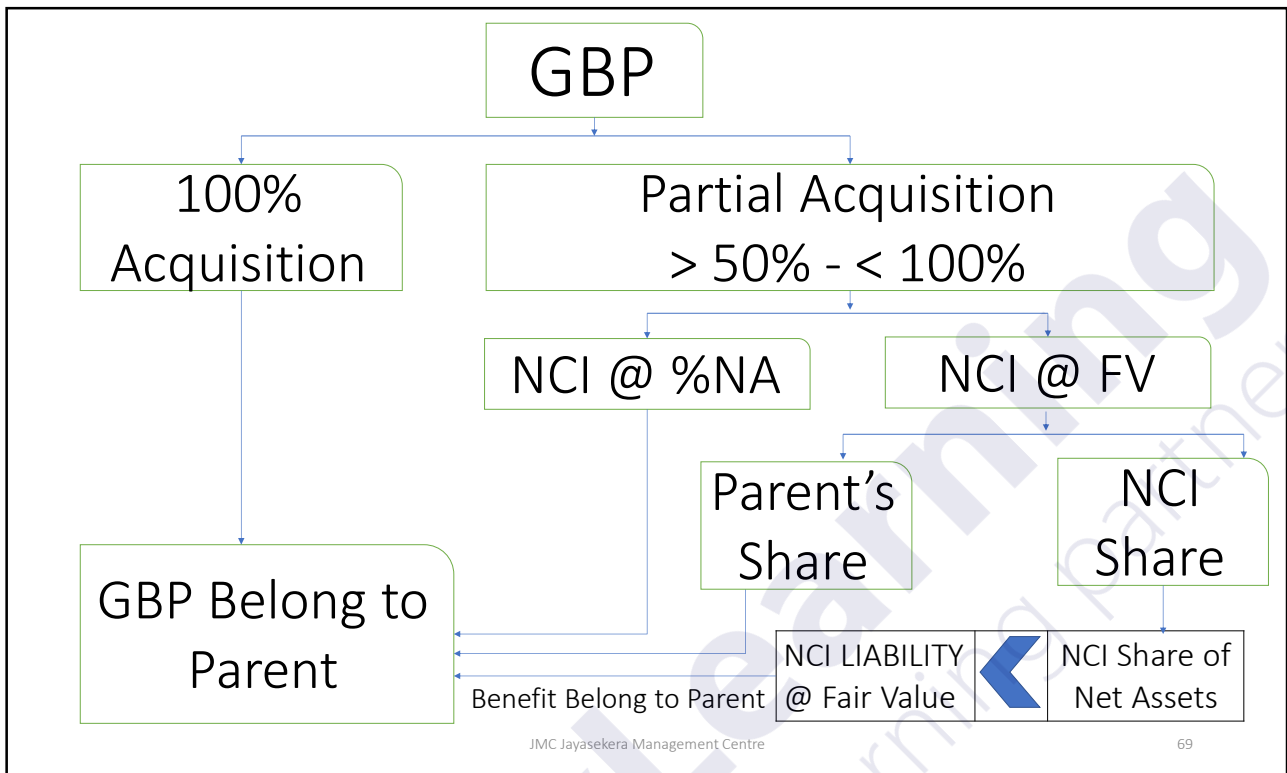 GBP
100%
Acquisition
Partial Acquisition
> 50% - < 100%
NCI @ %NA
NCI @ FV
Parent's
Share
NCI
Share
GBP Belong to
Parent
Benefit Belong to Parent
NCI LIABILITY
@ Fair Value
NCI Share of
Net Assets
JMC Jayasekera Management Centre
69
Learning